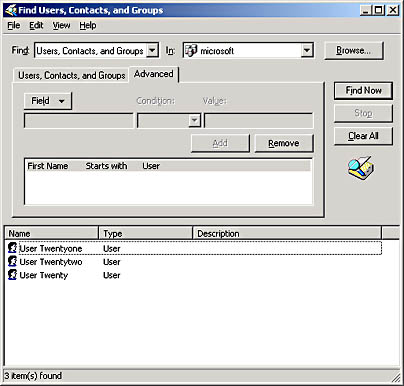 Find Users, Contacts, and Groups
File Edit View Help
Find: Users, Contacts, and Groups In: microsoft Browse...
Users, Contacts, and Groups Advanced
Field Condition: Value: Find Now
Stop
Add Remove Clear All
First Name Starts with User
Name Type Description
User Twentyone User
User Twentytwo User
User Twenty User
3 item(s) found